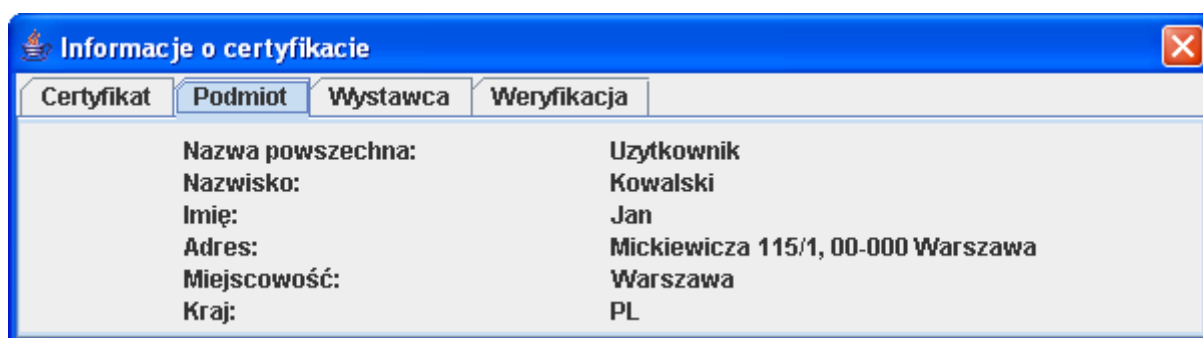 Informacje o certyfikacie
Certyfikat Podmiot Wystawca Weryfikacja
Nazwa powszechna: Uzytkownik
Nazwisko: Kowalski
Imię: Jan
Adres: Mickiewicza 115/1, 00-000 Warszawa
Miejscowość: Warszawa
Kraj: PL